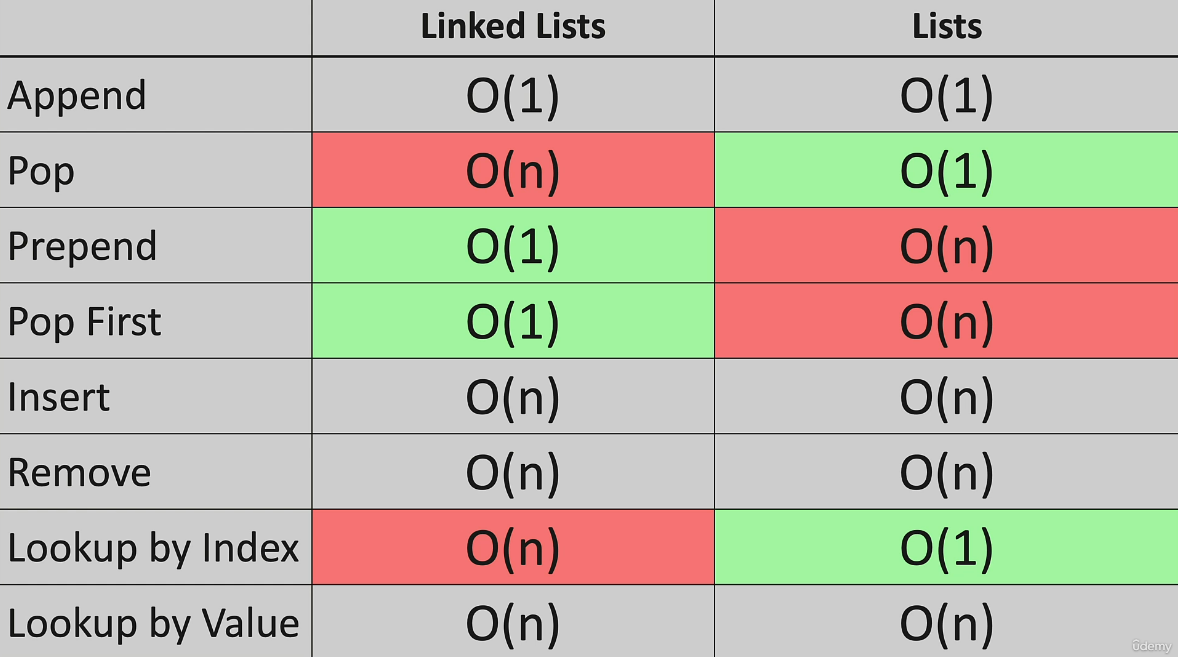 Linked Lists Lists
Append O(1) O(1)
Pop O(n) O(1)
Prepend O(1) O(n)
Pop First O(1) O(n)
Insert O(n) O(n)
Remove O(n) O(n)
Lookup by Index O(n) O(1)
Lookup by Value O(n) O(n)
ûdemy